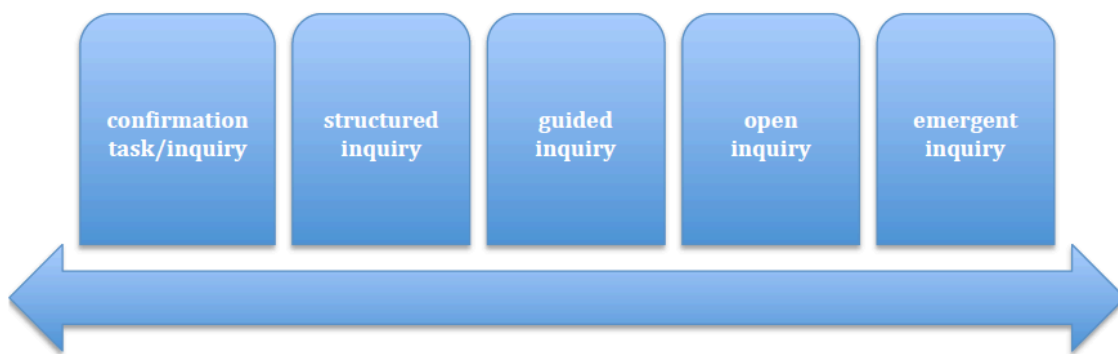 confirmation
task/inquiry
structured
inquiry
guided
inquiry
open
inquiry
emergent
inquiry